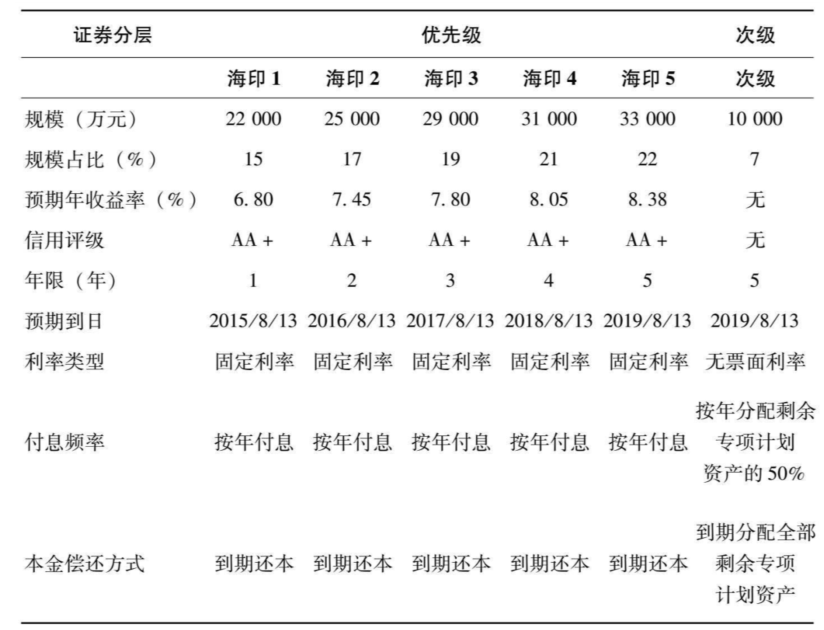 证券分层 优先级 次级
海印 1 海印 2 海印 3 海印 4 海印 5 次级
规模（万元） 22 000 25 000 29 000 31 000 33 000 10 000
规模占比（%） 15 17 19 21 22 7
预期年收益率（%） 6.80 7.45 7.80 8.05 8.38 无
信用评级 AA + AA + AA + AA + AA + 无
年限（年） 1 2 3 4 5 5
预期到日 2015/8/13 2016/8/13 2017/8/13 2018/8/13 2019/8/13 2019/8/13
利率类型 固定利率 固定利率 固定利率 固定利率 固定利率 无票面利率
付息频率 按年付息 按年付息 按年付息 按年付息 按年付息 按年分配剩余
专项计划
资产的 50%
本金偿还方式 到期还本 到期还本 到期还本 到期还本 到期还本 到期分配全部
剩余专项
计划资产